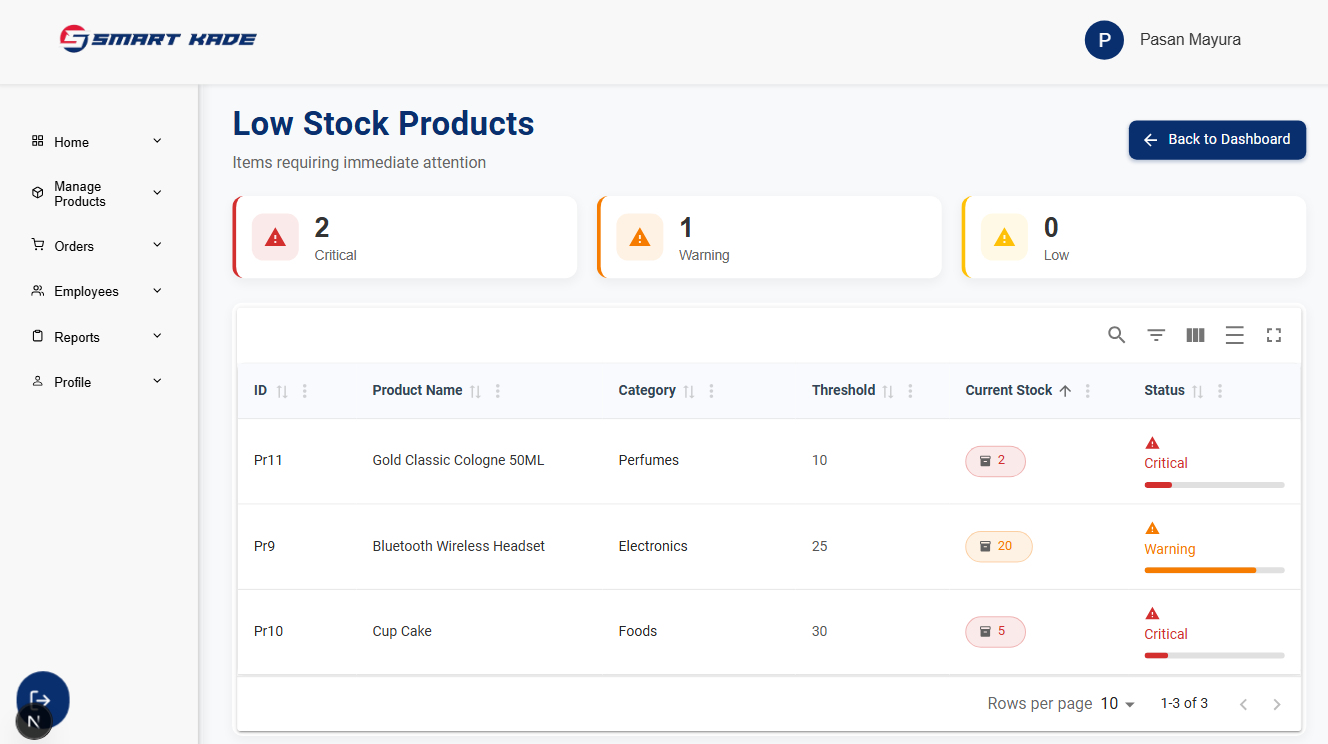 SMART KADE
P
Pasan Mayura
Home
Manage
Products
Orders
Employees
Reports
Profile
N
Low Stock Products
Items requiring immediate attention
Back to Dashboard
2
Critical
1
Warning
0
Low
ID Product Name Category Threshold Current Stock Status
Pr11 Gold Classic Cologne 50ML Perfumes 10 2 Critical
Pr9 Bluetooth Wireless Headset Electronics 25 20 Warning
Pr10 Cup Cake Foods 30 5 Critical
Rows per page 10 1-3 of 3